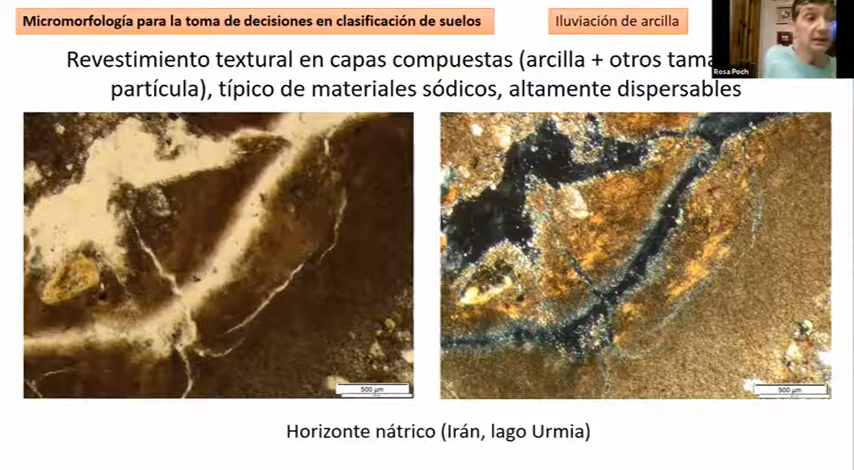 Micromorfología para la toma de decisiones en clasificación de suelos
Iluviación de arcilla
Rosa Poch
Revestimiento textural en capas compuestas (arcilla + otros
partícula), típico de materiales sódicos, altamente dispersables
500 µm
500 µm
Horizonte nátrico (Irán, lago Urmia)